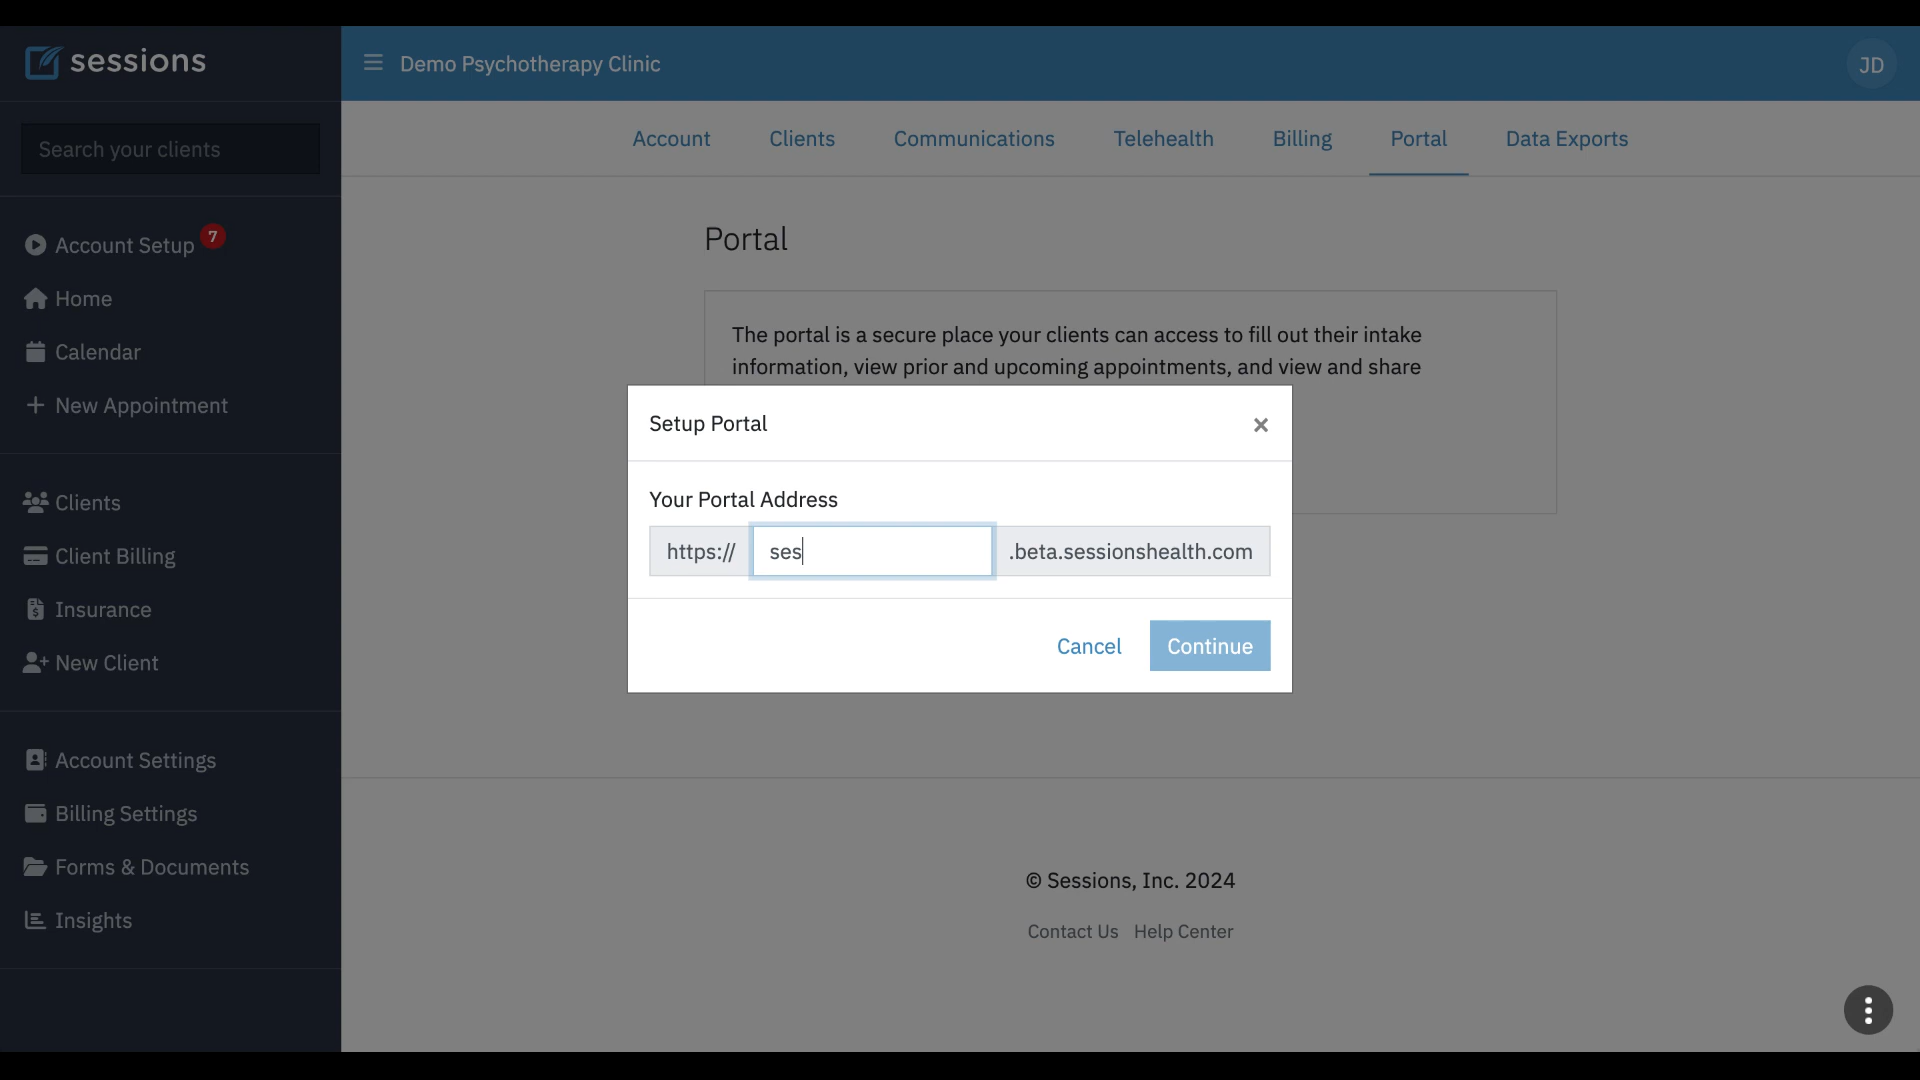 sessions
Demo Psychotherapy Clinic
JD
Search your clients
Account Setup 7
Home
Calendar
New Appointment
Clients
Client Billing
Insurance
New Client
Account Settings
Billing Settings
Forms & Documents
Insights
Account Clients Communications Telehealth Billing Portal Data Exports
Portal
The portal is a secure place your clients can access to fill out their intake
information, view prior and upcoming appointments, and view and share
Setup Portal
Your Portal Address
https:// ses .beta.sessionshealth.com
Cancel Continue
© Sessions, Inc. 2024
Contact Us Help Center